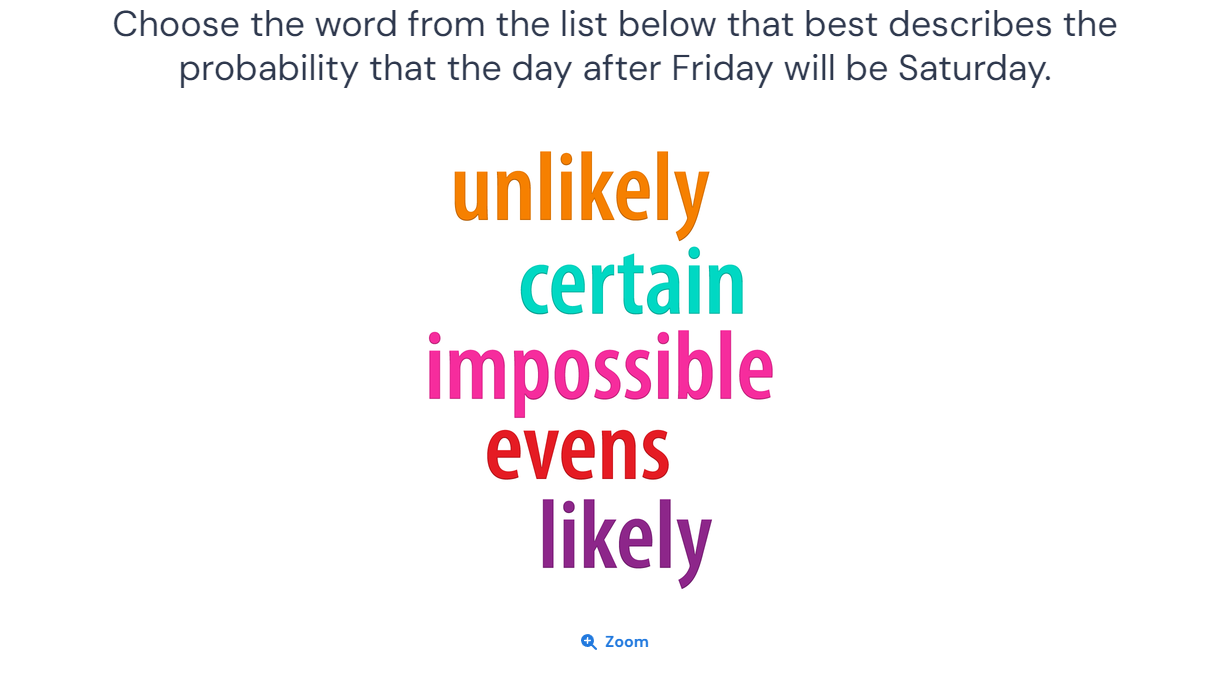 Choose the word from the list below that best describes the
probability that the day after Friday will be Saturday.
unlikely
certain
impossible
evens
likely
Zoom